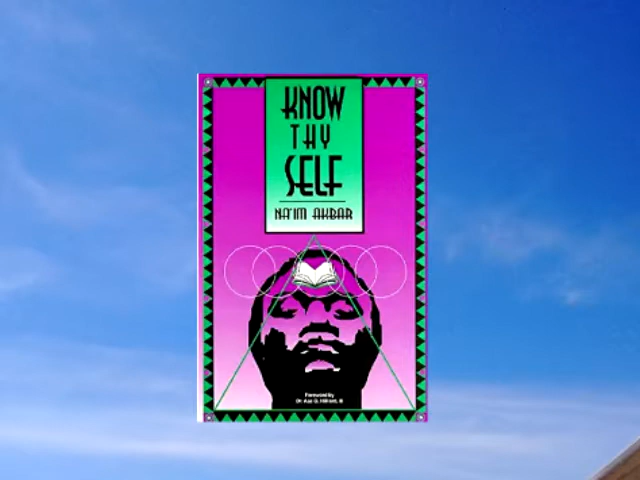 KNOW
THY
SELF
NA'IM AKBAR
Foreword by
Dr. Asa G. Hilliard, III